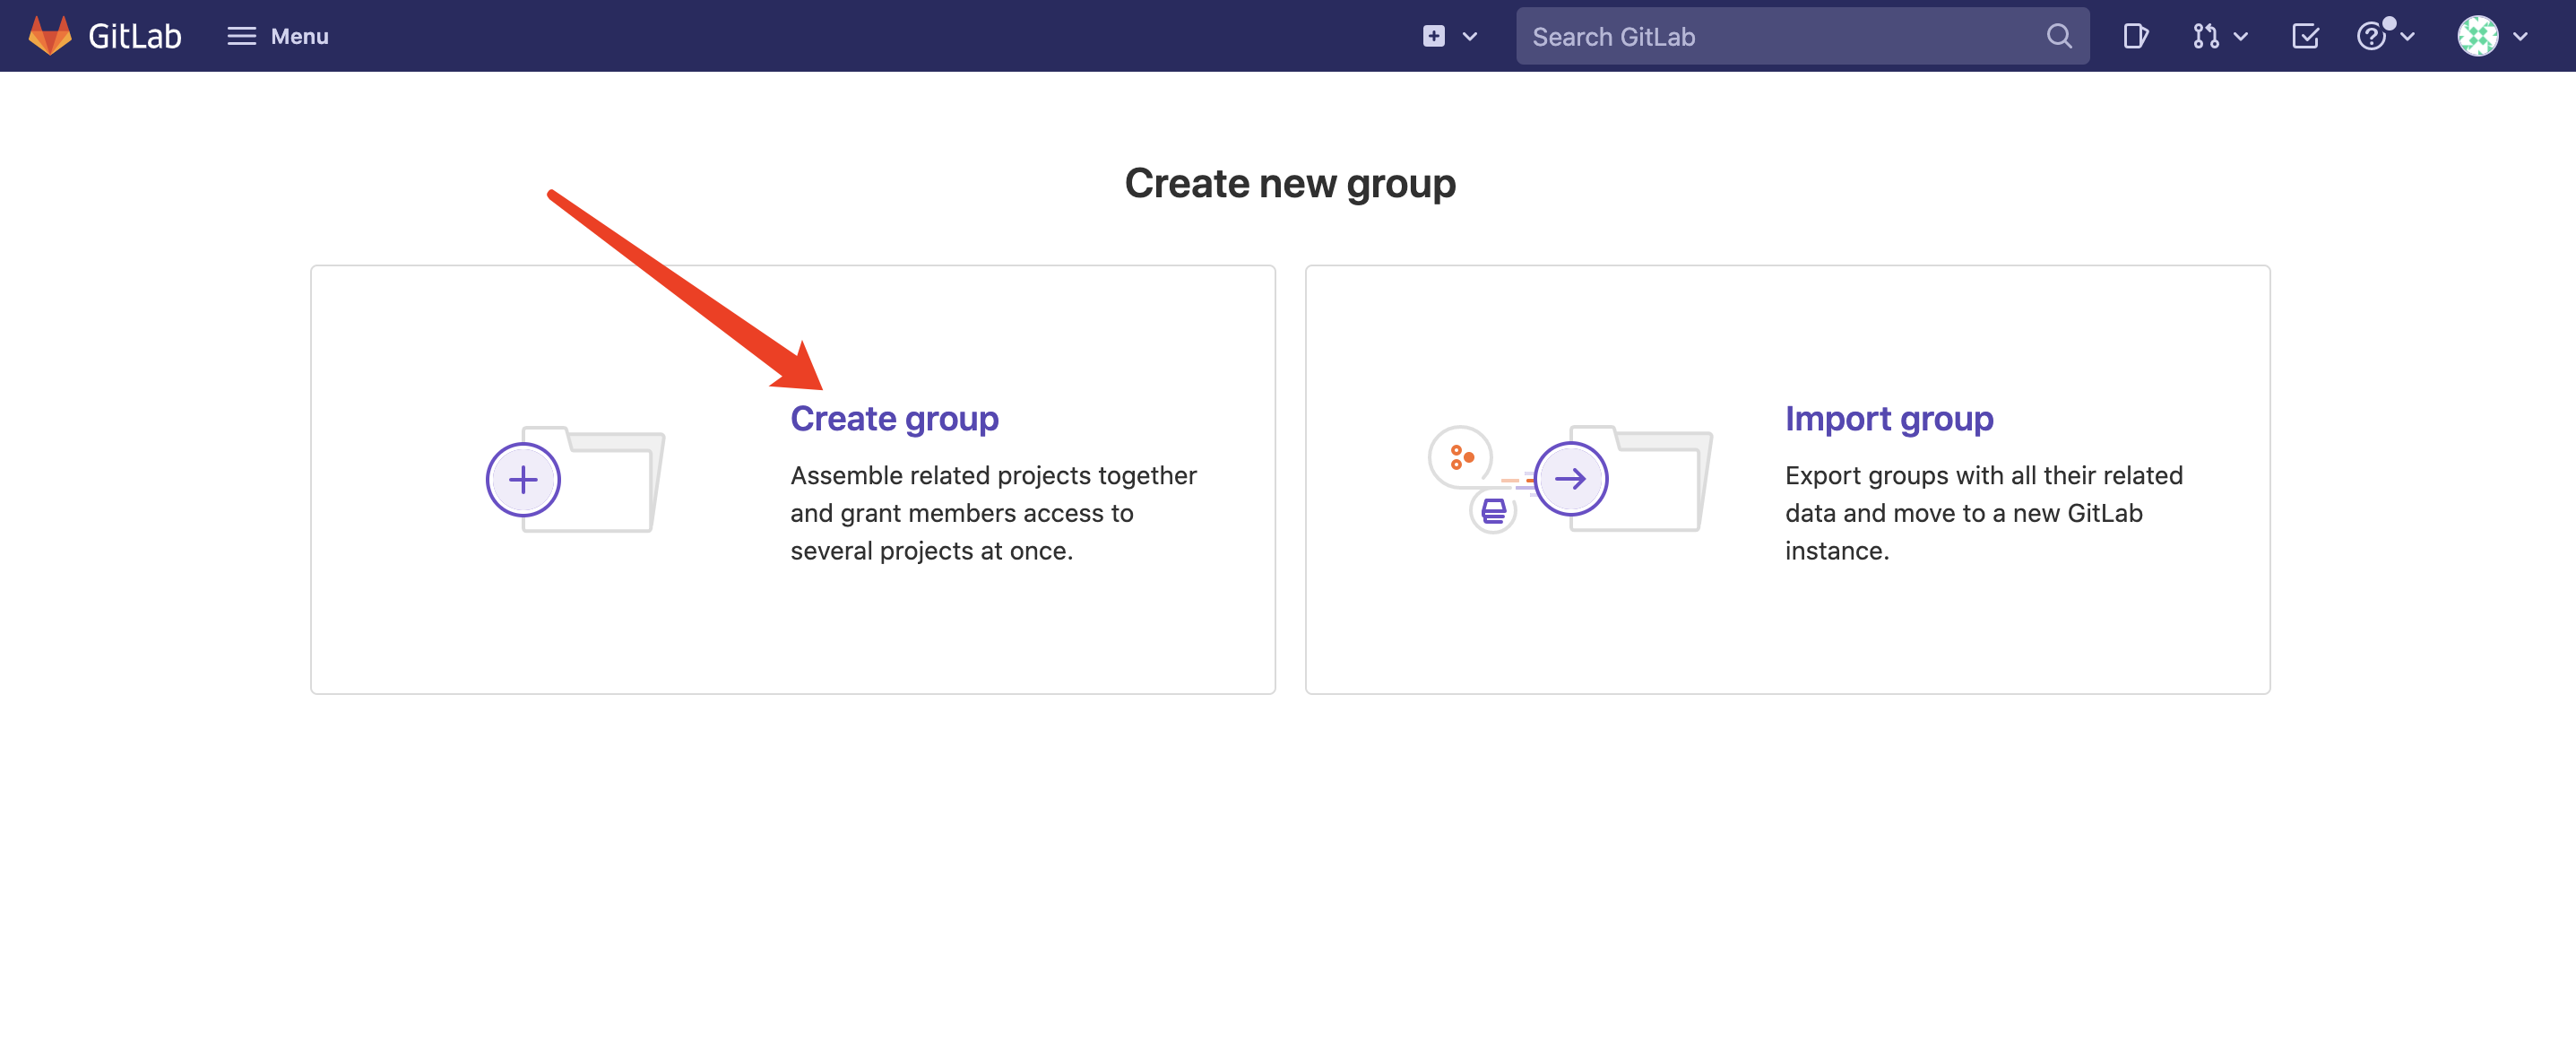 GitLab
Menu
Search GitLab
Create new group
Create group
Assemble related projects together
and grant members access to
several projects at once.
Import group
Export groups with all their related
data and move to a new GitLab
instance.